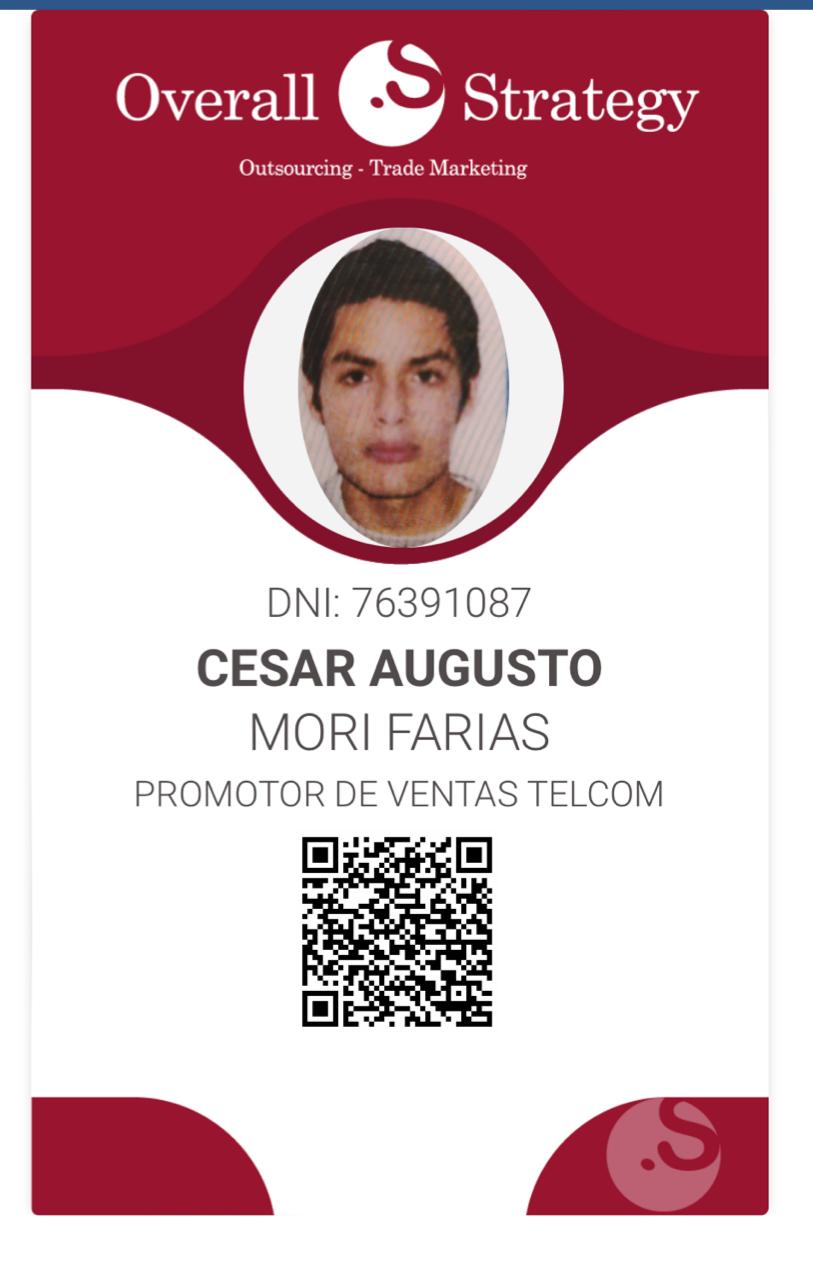 Overall .S Strategy
Outsourcing - Trade Marketing
DNI: 76391087
CESAR AUGUSTO
MORI FARIAS
PROMOTOR DE VENTAS TELCOM
.S